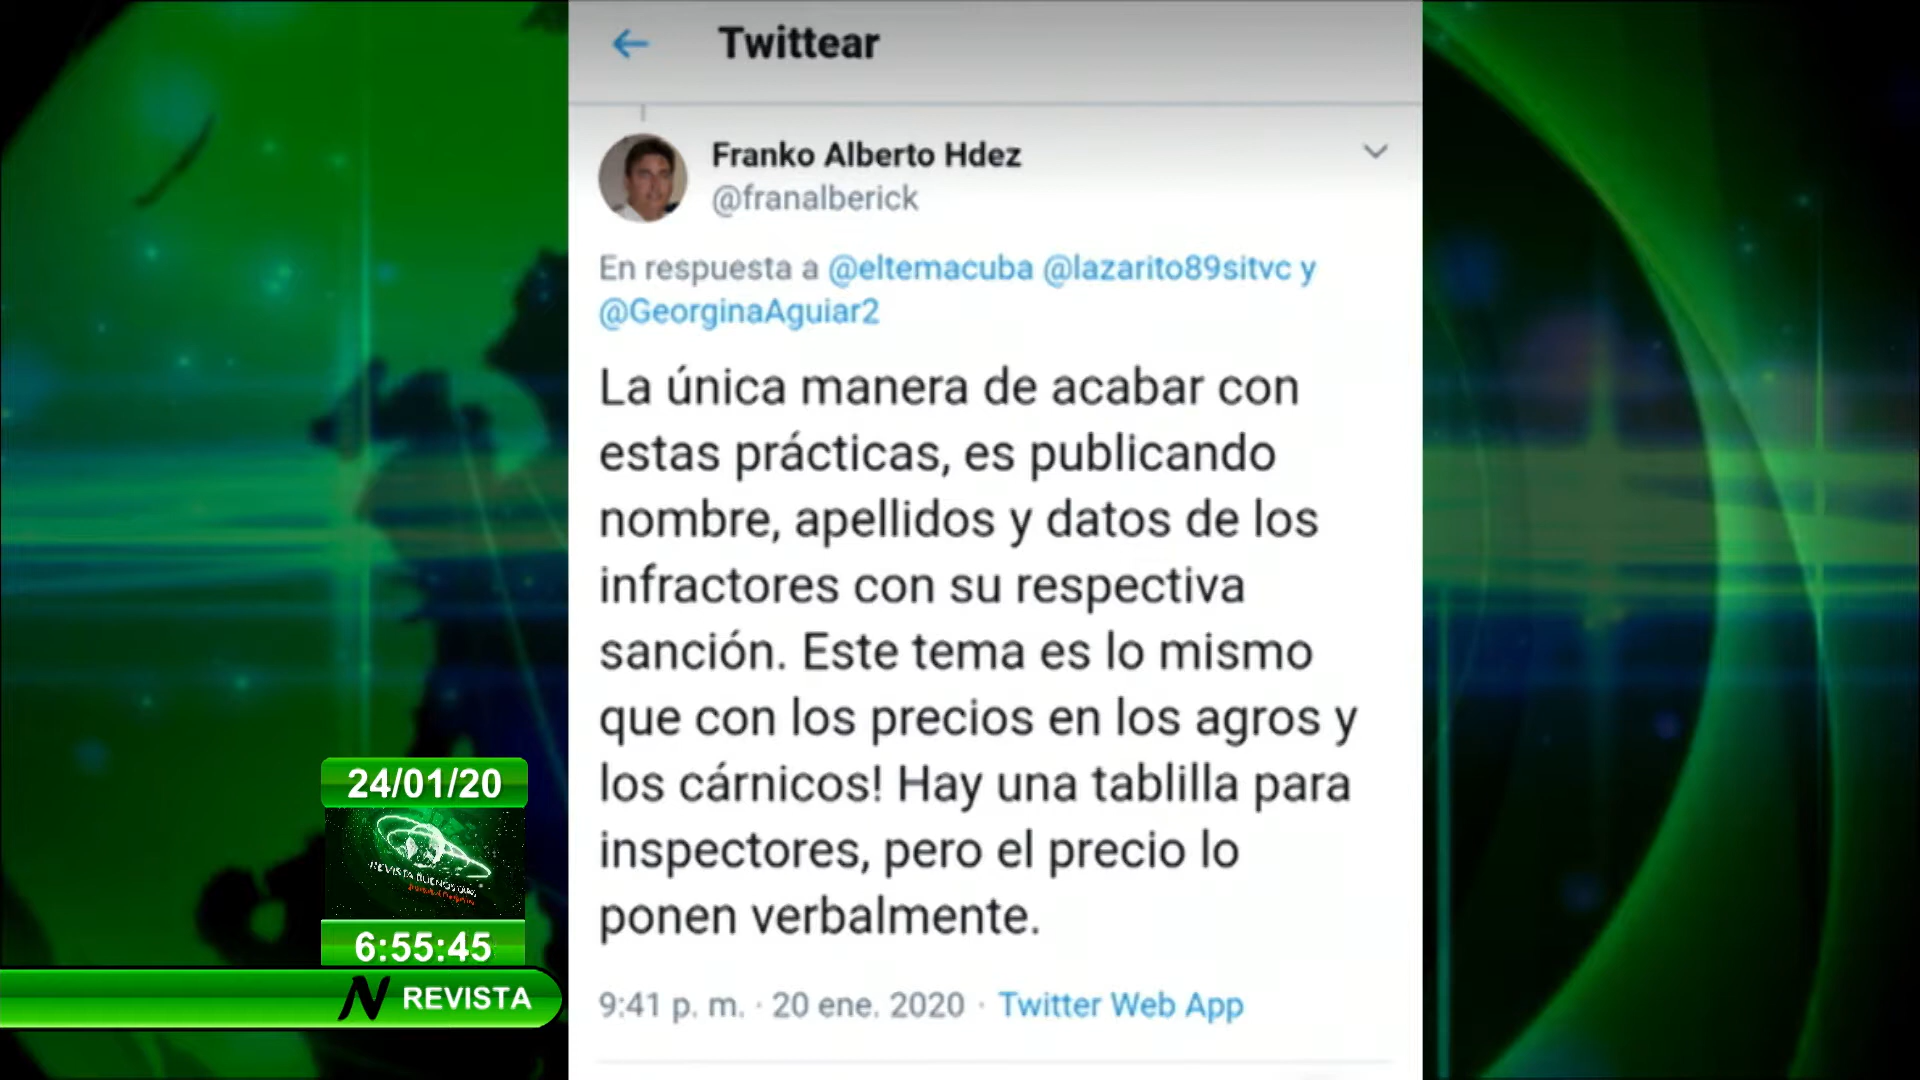 Twittear
Franko Alberto Hdez
@franalberick
En respuesta a @eltemacuba @lazarito89sitvc y
@GeorginaAguiar2
La única manera de acabar con
estas prácticas, es publicando
nombre, apellidos y datos de los
infractores con su respectiva
sanción. Este tema es lo mismo
que con los precios en los agros y
los cárnicos! Hay una tablilla para
inspectores, pero el precio lo
ponen verbalmente.
9:41 p. m. · 20 ene. 2020 · Twitter Web App
24/01/20
REVISTA BUENOS DÍAS
6:55:45
N REVISTA